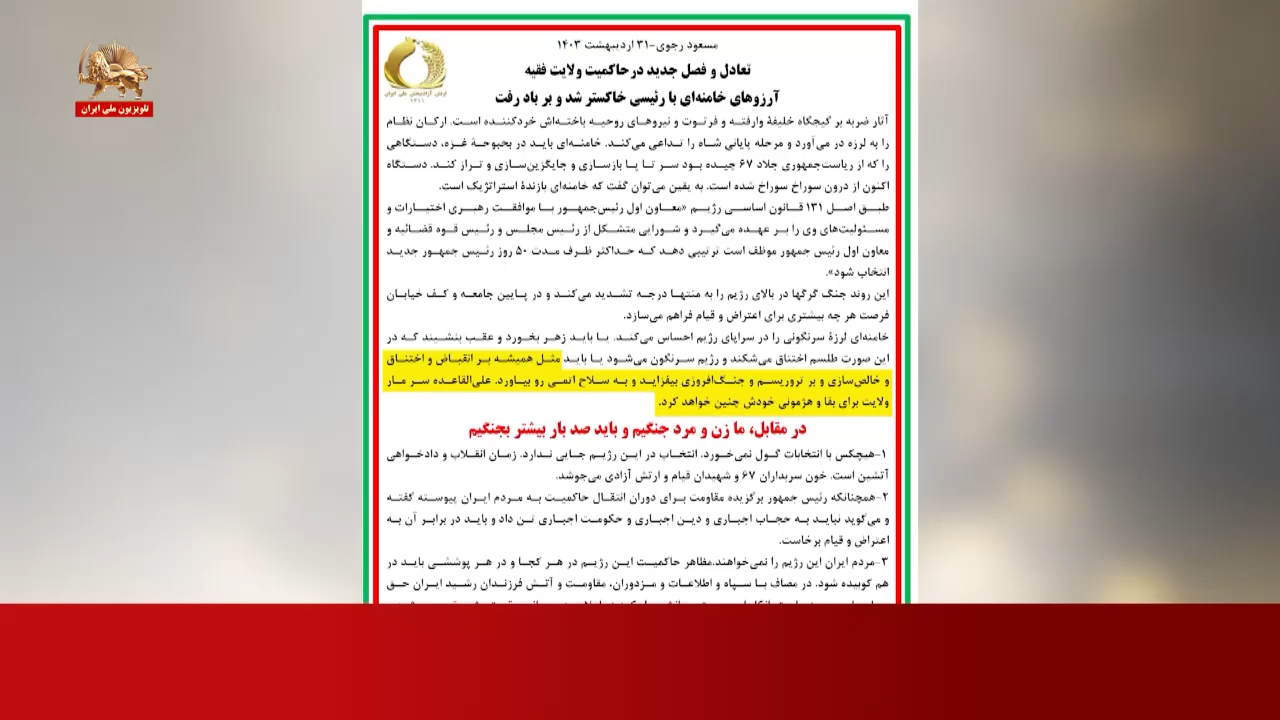 تلویزیون ملی ایران
ارتش آزادیبخش ملی ایران
۱۳۶۶
مسعود رجوی-۳۱ اردیبهشت ۱۴۰۳
تعادل و فصل جدید در حاکمیت ولایت فقیه
آرزوهای خامنه‌ای با رئیسی خاکستر شد و بر باد رفت
آثار ضربه بر گیجگاه خلیفهٔ وارفته و فرتوت و نیروهای روحیه باخته‌اش خردکننده است. ارکان نظام
را به لرزه در می‌آورد و مرحله پایانی شاه را تداعی می‌کند. خامنه‌ای باید در بحبوحهٔ غزه، دستگاهی
را که از ریاست‌جمهوری جلاد ۶۷ چیده بود سر تا پا بازسازی و جایگزین‌سازی و تراز کند. دستگاه
اکنون از درون سوراخ سوراخ شده است. به یقین می‌توان گفت که خامنه‌ای بازندهٔ استراتژیک است.
طبق اصل ۱۳۱ قانون اساسی رژیم «معاون اول رئیس‌جمهور با موافقت رهبری اختیارات و
مسئولیت‌های وی را بر عهده می‌گیرد و شورایی متشکل از رئیس مجلس و رئیس قوه قضائیه و
معاون اول رئیس جمهور موظف است ترتیبی دهد که حداکثر ظرف مدت ۵۰ روز رئیس جمهور جدید
انتخاب شود».
این روند جنگ گرگها در بالای رژیم را به منتها درجه تشدید می‌کند و در پایین جامعه و کف خیابان
فرصت هر چه بیشتری برای اعتراض و قیام فراهم می‌سازد.
خامنه‌ای لرزهٔ سرنگونی را در سراپای رژیم احساس می‌کند. یا باید زهر بخورد و عقب بنشیند که در
این صورت طلسم اختناق می‌شکند و رژیم سرنگون می‌شود یا باید مثل همیشه بر انقباض و اختناق
و خالص‌سازی و بر تروریسم و جنگ‌افروزی بیفزاید و به سلاح اتمی رو بیاورد. علی‌القاعده سر مار
ولایت برای بقا و هژمونی خودش چنین خواهد کرد.
در مقابل، ما زن و مرد جنگیم و باید صد بار بیشتر بجنگیم
۱-هیچکس با انتخابات گول نمی‌خورد. انتخاب در این رژیم جایی ندارد. زمان انقلاب و دادخواهی
آتشین است. خون سربداران ۶۷ و شهیدان قیام و ارتش آزادی می‌جوشد.
۲-همچنانکه رئیس جمهور برگزیده مقاومت برای دوران انتقال حاکمیت به مردم ایران پیوسته گفته
و می‌گوید نباید به حجاب اجباری و دین اجباری و حکومت اجباری تن داد و باید در برابر آن به
اعتراض و قیام برخاست.
۳-مردم ایران این رژیم را نمی‌خواهند.مظاهر حاکمیت این رژیم در هر کجا و در هر پوششی باید در
هم کوبیده شود. در مصاف با سپاه و اطلاعات و مزدوران، مقاومت و آتش فرزندان رشید ایران حق